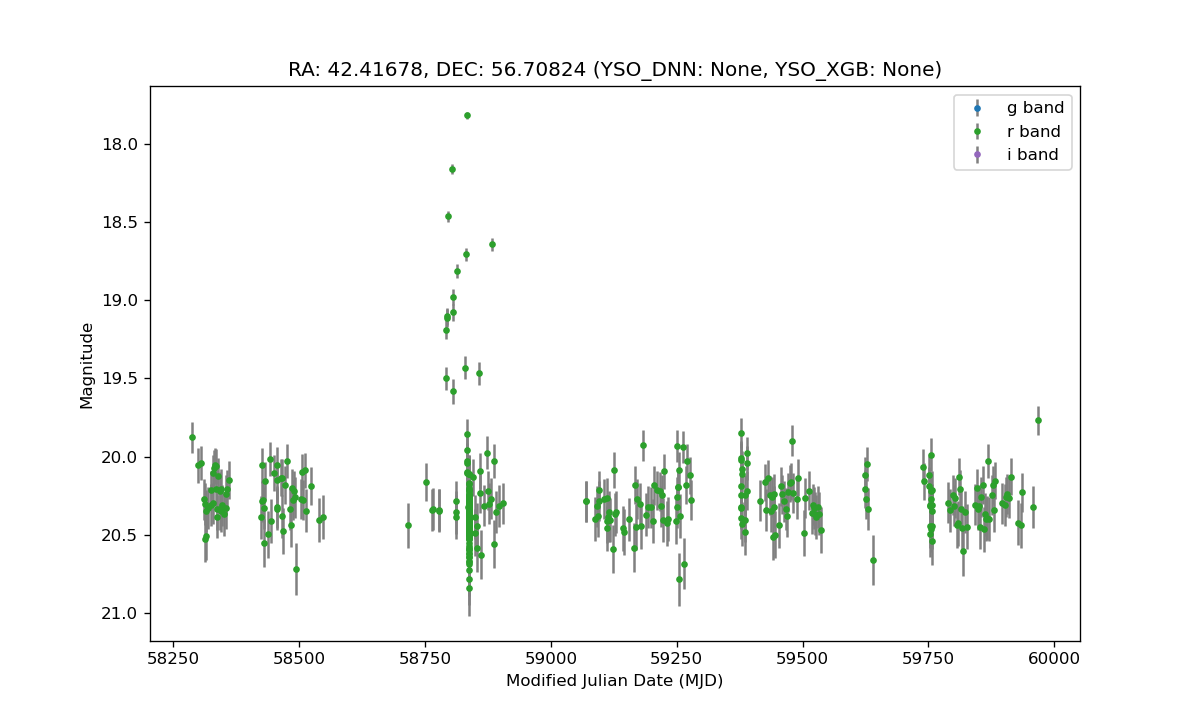 RA: 42.41678, DEC: 56.70824 (YSO_DNN: None, YSO_XGB: None)
g band
r band
i band
18.0
18.5
19.0
19.5
20.0
20.5
21.0
Magnitude
58250 58500 58750 59000 59250 59500 59750 60000
Modified Julian Date (MJD)